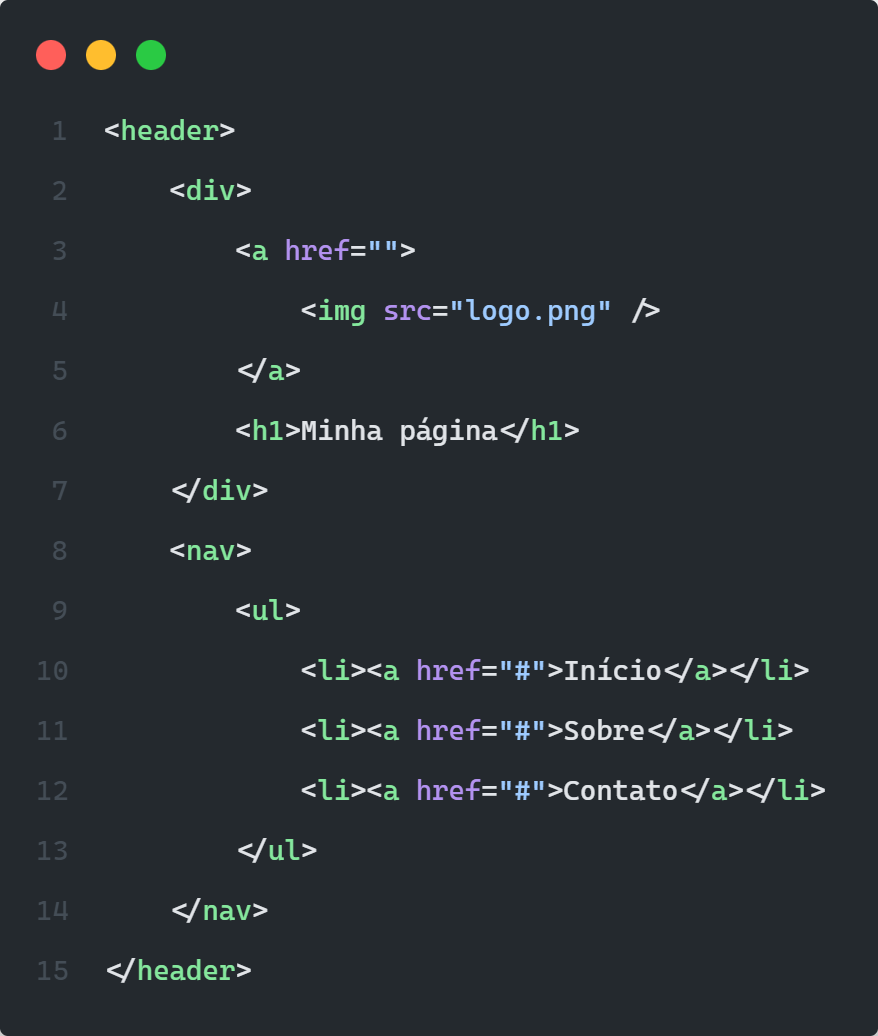 1 <header>
2     <div>
3         <a href="">
4             <img src="logo.png" />
5         </a>
6         <h1>Minha página</h1>
7     </div>
8     <nav>
9         <ul>
10             <li><a href="#">Início</a></li>
11             <li><a href="#">Sobre</a></li>
12             <li><a href="#">Contato</a></li>
13         </ul>
14     </nav>
15 </header>